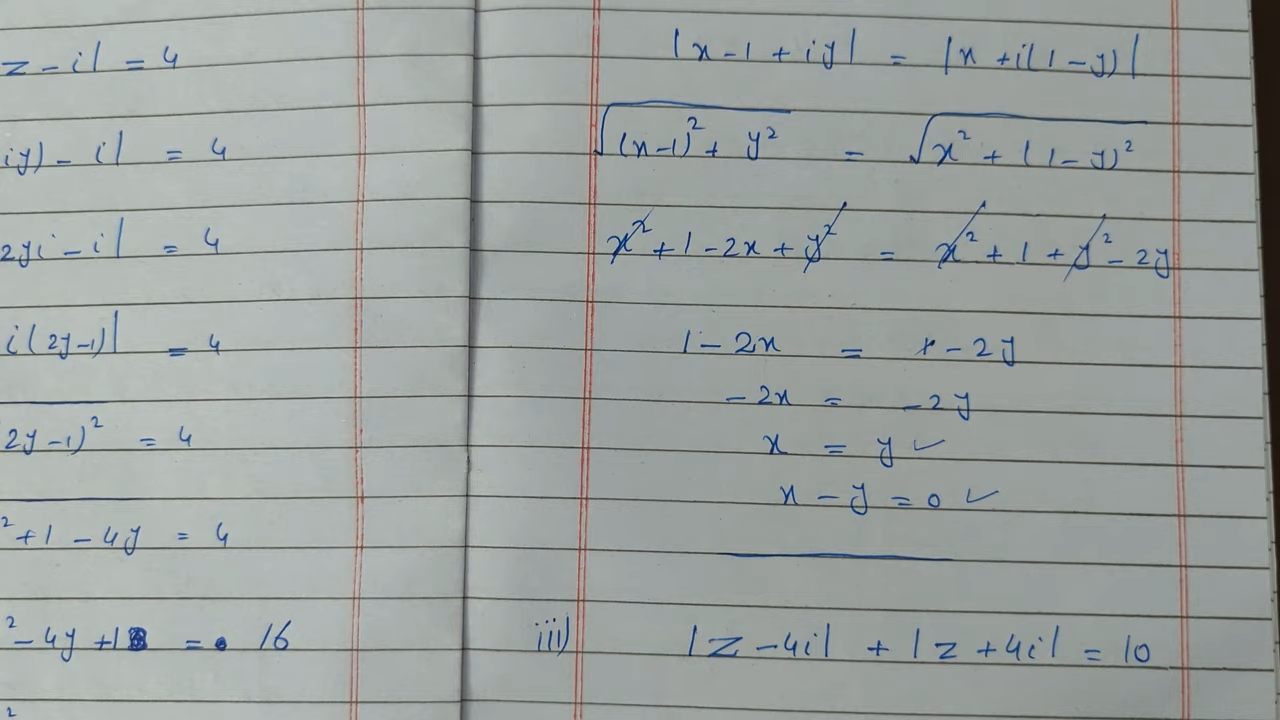 z - i| = 4
iy) - i| = 4
2yi - i| = 4
i(2y-1)| = 4
2y-1)² = 4
² + 1 - 4y = 4
² - 4y + 1 = 16
2
|x - 1 + iy| = |x + i(1 - y)|
√(x-1)² + y² = √x² + (1 - y)²
x² + 1 - 2x + y² = x² + 1 + y² - 2y
1 - 2x = 1 - 2y
- 2x = - 2y
x = y ✓
x - y = 0 ✓
iii) |z - 4i| + |z + 4i| = 10